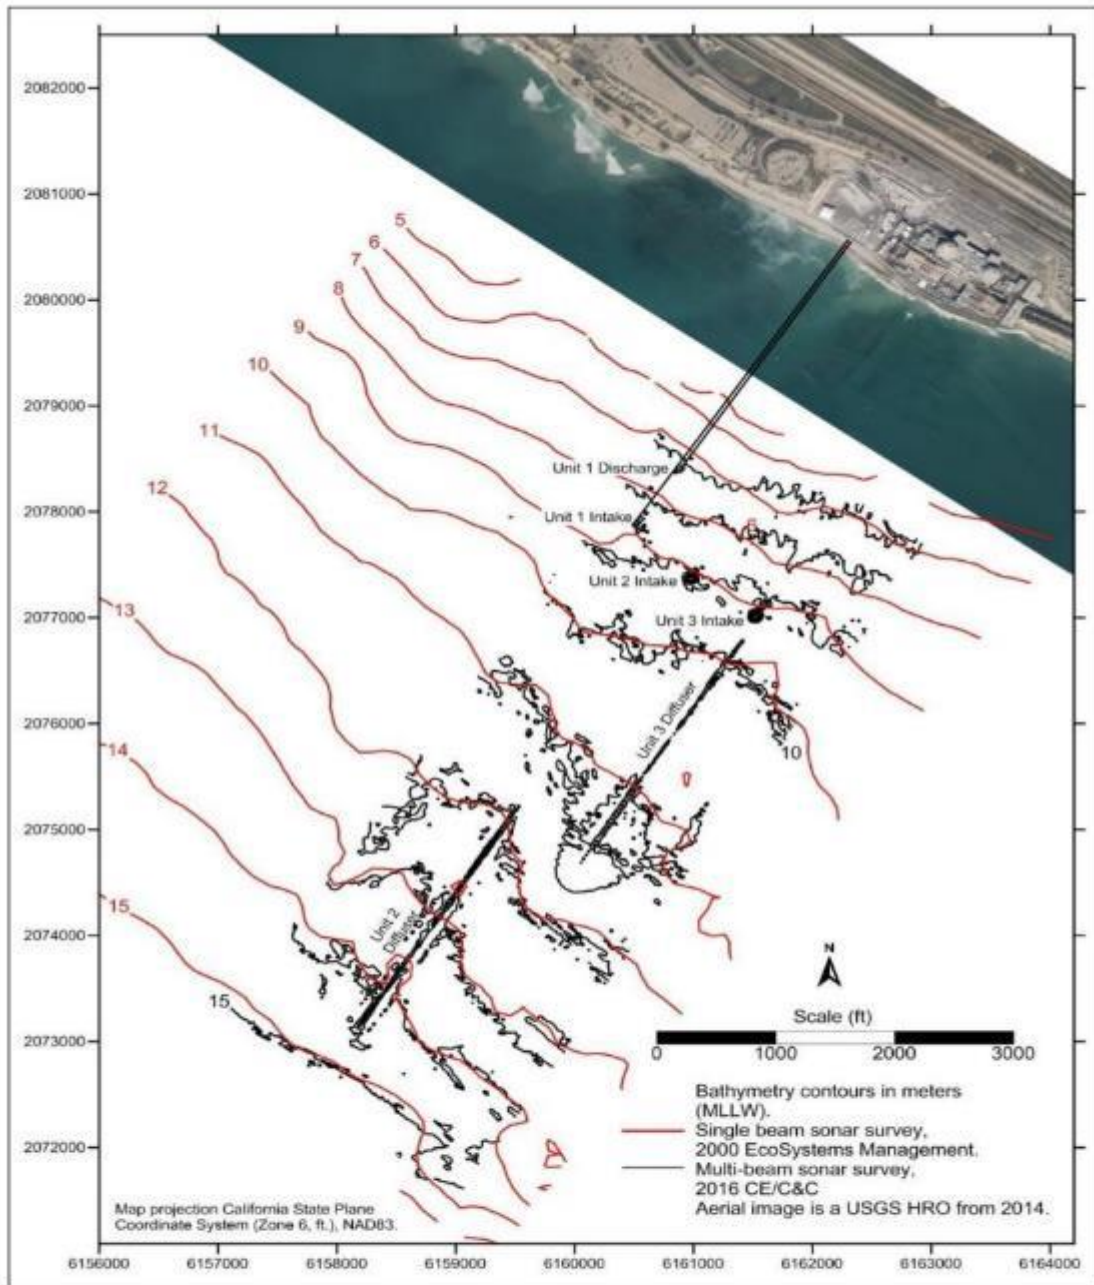 2082000
2081000
2080000
2079000
2078000
2077000
2076000
2075000
2074000
2073000
2072000
5
6
7
8
9
10
11
12
13
14
15
Unit 1 Discharge
Unit 1 Intake
Unit 2 Intake
Unit 3 Intake
Unit 3 Diffuser
10
Unit 2
Diffuser
15
N
Scale (ft)
0 1000 2000 3000
Bathymetry contours in meters
(MLLW).
Single beam sonar survey,
2000 EcoSystems Management.
Multi-beam sonar survey,
2016 CE/C&C
Aerial image is a USGS HRO from 2014.
Map projection California State Plane
Coordinate System (Zone 6, ft.), NAD83.
6156000 6157000 6158000 6159000 6160000 6161000 6162000 6163000 6164000